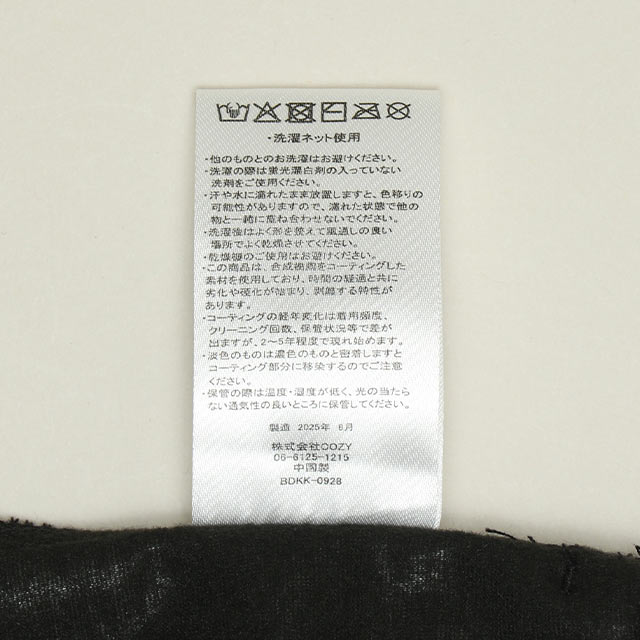 ・洗濯ネット使用
・他のものとのお洗濯はお避けください。
・洗濯の際は蛍光漂白剤の入っていない
洗剤をご使用ください。
・汗や水に濡れたまま放置しますと、色移りの
可能性がありますので、濡れた状態で他の
物と一緒に重ね合わせないでください。
・洗濯後はよく形を整えて風通しの良い
場所でよく乾燥させてください。
・乾燥機のご使用はお避けください。
・この商品は、合成樹脂をコーティングした
素材を使用しており、時間の経過と共に
劣化や硬化が始まり、剥離する特性が
あります。
・コーティングの経年変化は着用頻度、
クリーニング回数、保管状況等で差が
出ますが、2～5年程度で現れ始めます。
・淡色のものは濃色のものと密着しますと
コーティング部分に移染するのでご注意
ください。
・保管の際は温度・湿度が低く、光の当たら
ない通気性の良いところに保管してください。
製造 2025年 6月
株式会社COZY
06-6125-1215
中国製
BDKK-0928